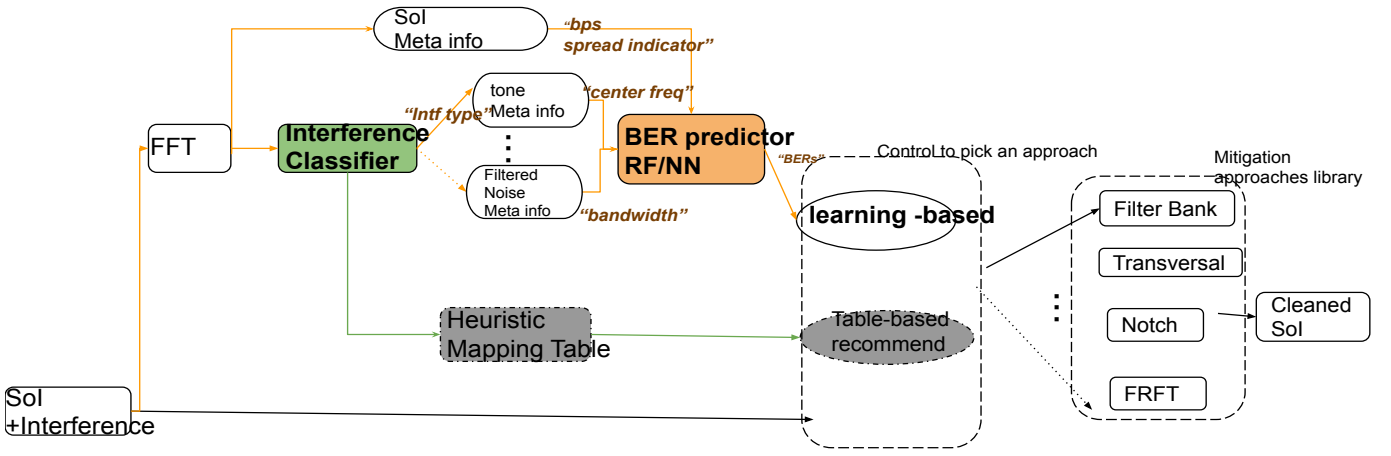 SoI
Meta info
“bps
spread indicator”
tone
Meta info
“center freq”
“Intf type”
FFT
Interference
Classifier
BER predictor
RF/NN
“BERs”
Control to pick an approach
Mitigation
approaches library
Filtered
Noise
Meta info
“bandwidth”
learning -based
Filter Bank
Transversal
Notch
FRFT
Cleaned
SoI
Heuristic
Mapping Table
Table-based
recommend
SoI
+Interference